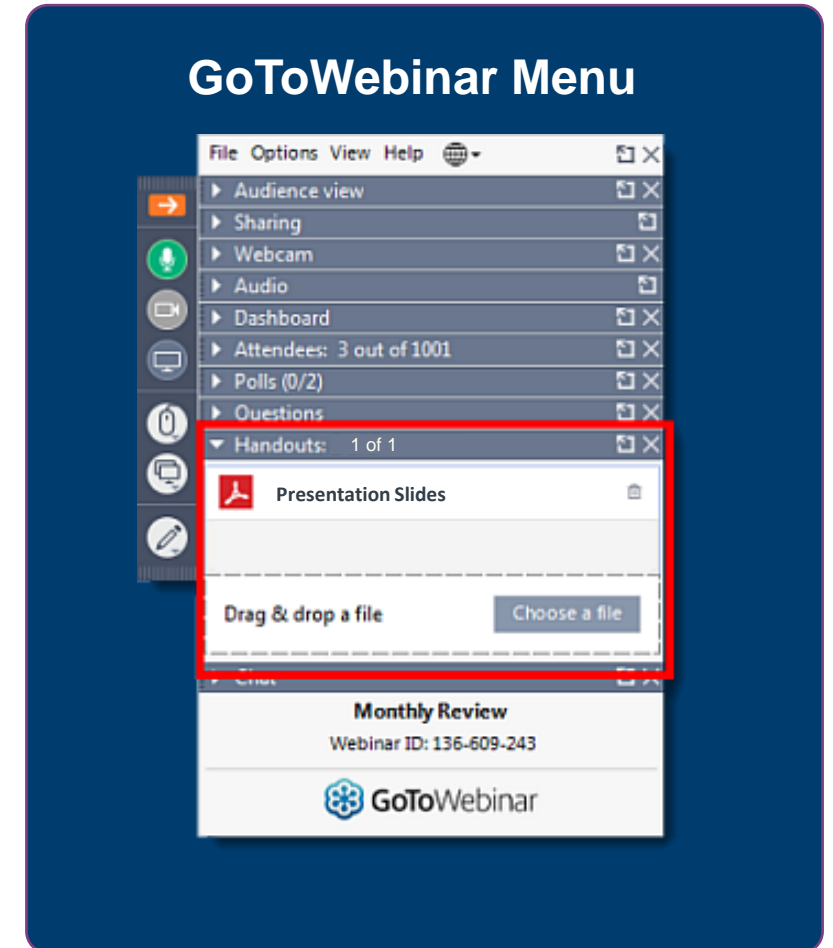 GoToWebinar Menu
File Options View Help
Audience view
Sharing
Webcam
Audio
Dashboard
Attendees: 3 out of 1001
Polls (0/2)
Questions
Handouts: 1 of 1
Presentation Slides
Drag & drop a file
Choose a file
Chat
Monthly Review
Webinar ID: 136-609-243
GoToWebinar